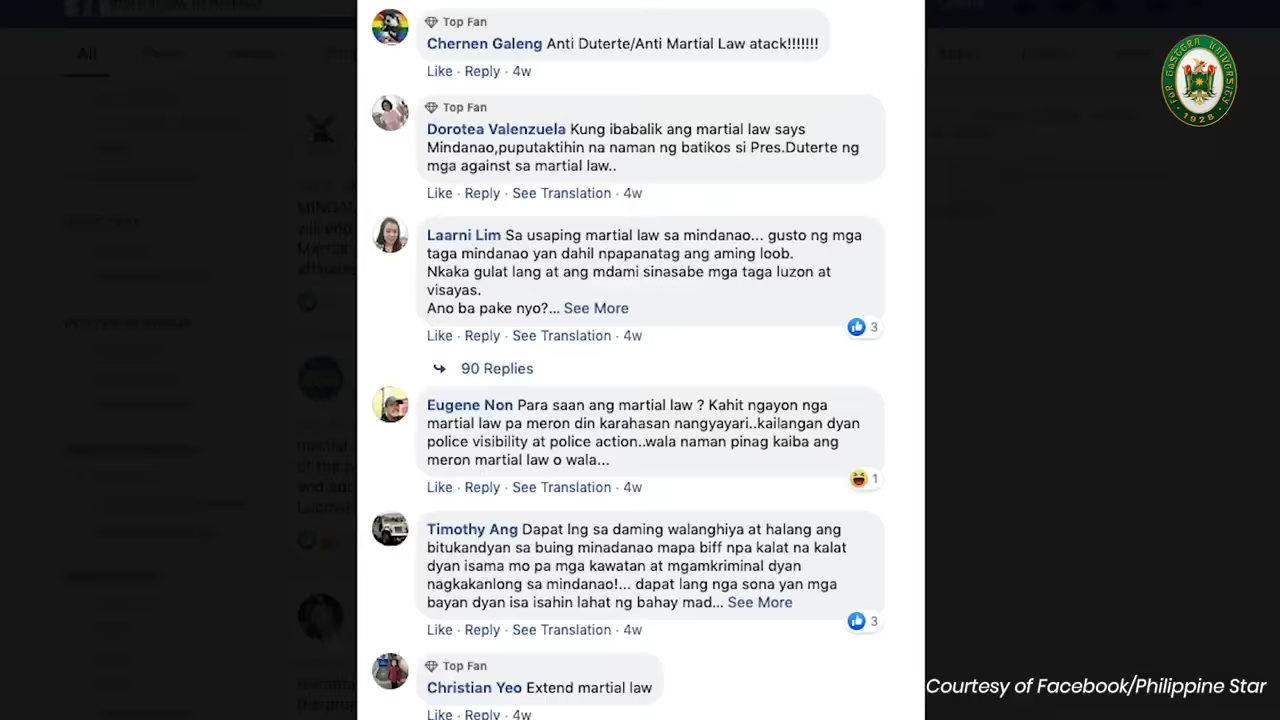 All
Top Fan
Chernen Galeng Anti Duterte/Anti Martial Law atack!!!!!!!
Like · Reply · 4w
Top Fan
Dorotea Valenzuela Kung ibabalik ang martial law says
Mindanao,puputaktihin na naman ng batikos si Pres.Duterte ng
mga against sa martial law..
Like · Reply · See Translation · 4w
Laarni Lim Sa usaping martial law sa mindanao... gusto ng mga
taga mindanao yan dahil npapanatag ang aming loob.
Nkaka gulat lang at ang mdami sinasabe mga taga luzon at
visayas.
Ano ba pake nyo?... See More
3
Like · Reply · See Translation · 4w
90 Replies
Eugene Non Para saan ang martial law ? Kahit ngayon nga
martial law pa meron din karahasan nangyayari..kailangan dyan
police visibility at police action..wala naman pinag kaiba ang
meron martial law o wala...
1
Like · Reply · See Translation · 4w
Timothy Ang Dapat lng sa daming walanghiya at halang ang
bitukandyan sa buing minadanao mapa biff npa kalat na kalat
dyan isama mo pa mga kawatan at mgamkriminal dyan
nagkakanlong sa mindanao!... dapat lang nga sona yan mga
bayan dyan isa isahin lahat ng bahay mad... See More
3
Like · Reply · See Translation · 4w
Top Fan
Christian Yeo Extend martial law
Like · Reply · 4w
FAR EASTERN UNIVERSITY
1928
Courtesy of Facebook/Philippine Star